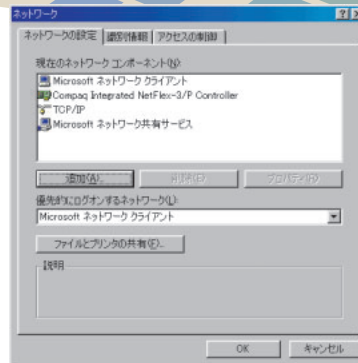 ネットワーク
ネットワークの設定 識別情報 アクセスの制御
現在のネットワーク コンポーネント(N):
Microsoft ネットワーク クライアント
Compaq Integrated NetFlex-3/P Controller
TCP/IP
Microsoft ネットワーク共有サービス
追加(A)... 削除(E) プロパティ(R)
優先的にログオンするネットワーク(L):
Microsoft ネットワーク クライアント
ファイルとプリンタの共有(F)...
説明
OK キャンセル